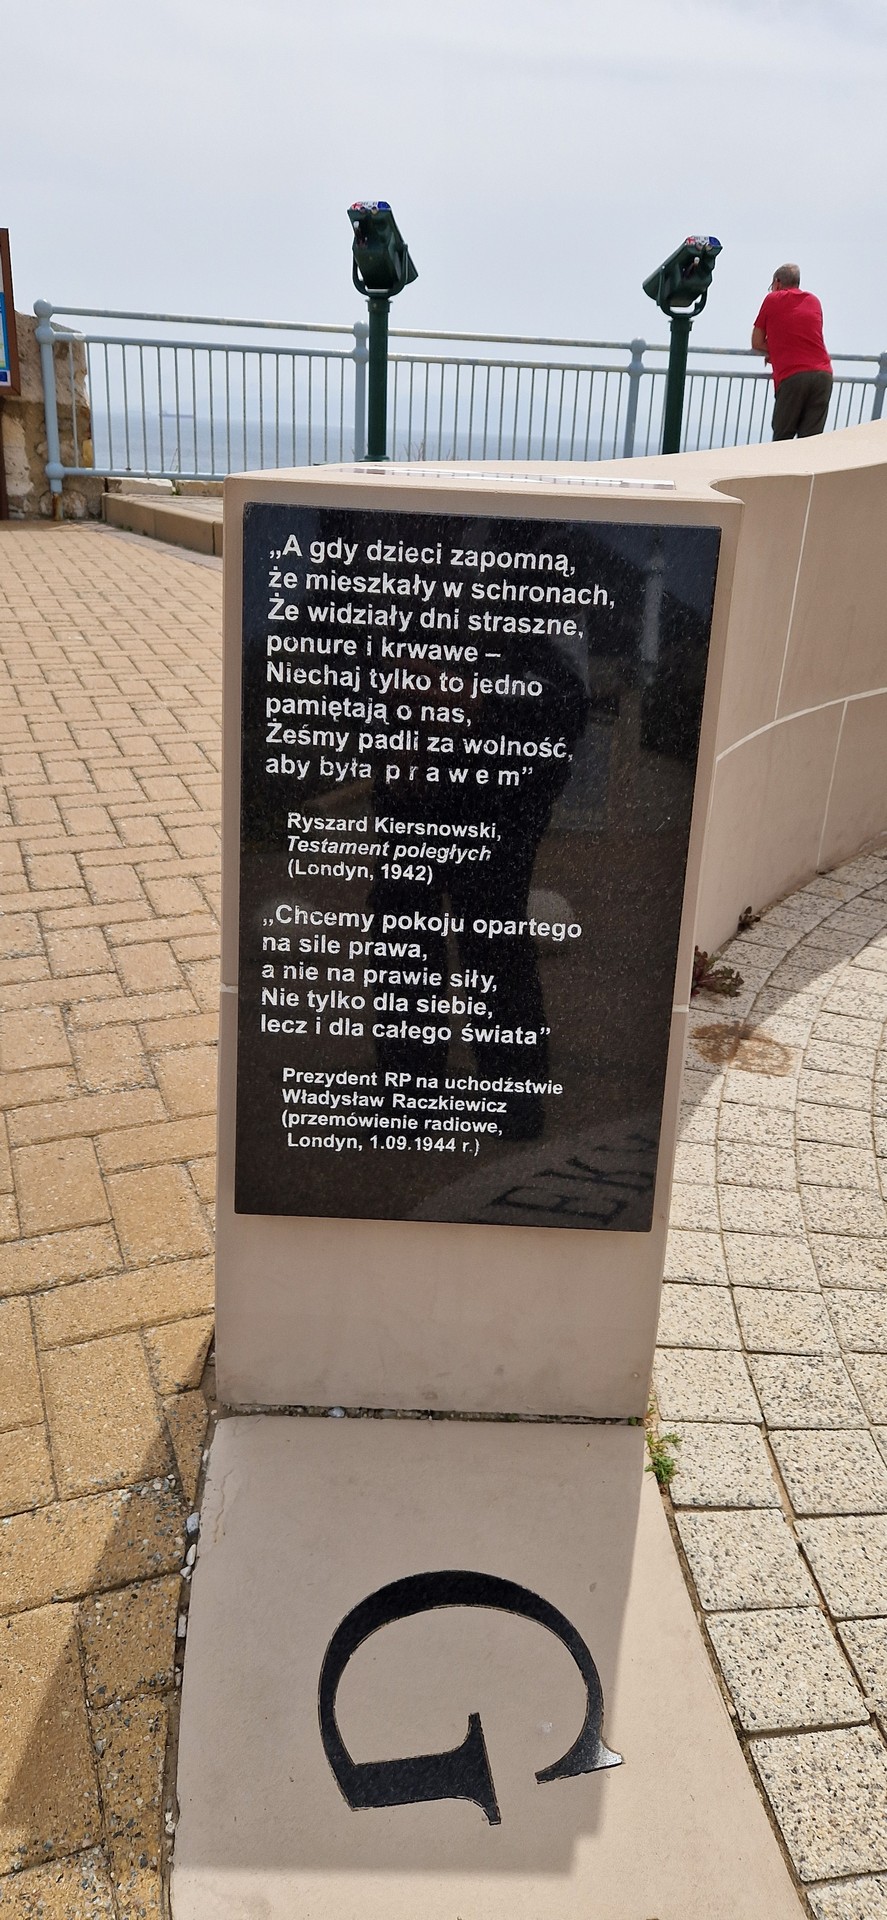 „A gdy dzieci zapomną,
że mieszkały w schronach,
Że widziały dni straszne,
ponure i krwawe –
Niechaj tylko to jedno
pamiętają o nas,
Żeśmy padli za wolność,
aby była p r a w e m”
Ryszard Kiersnowski,
Testament poległych
(Londyn, 1942)
„Chcemy pokoju opartego
na sile prawa,
a nie na prawie siły,
Nie tylko dla siebie,
lecz i dla całego świata”
Prezydent RP na uchodźstwie
Władysław Raczkiewicz
(przemówienie radiowe,
Londyn, 1.09.1944 r.)
G